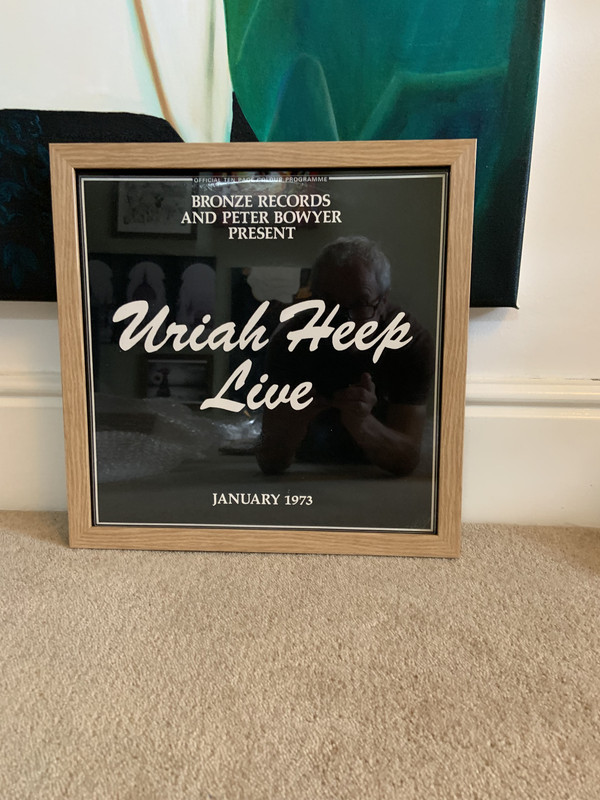 OFFICIAL TEN PAGE COLOUR PROGRAMME
BRONZE RECORDS
AND PETER BOWYER
PRESENT
Uriah Heep
Live
JANUARY 1973